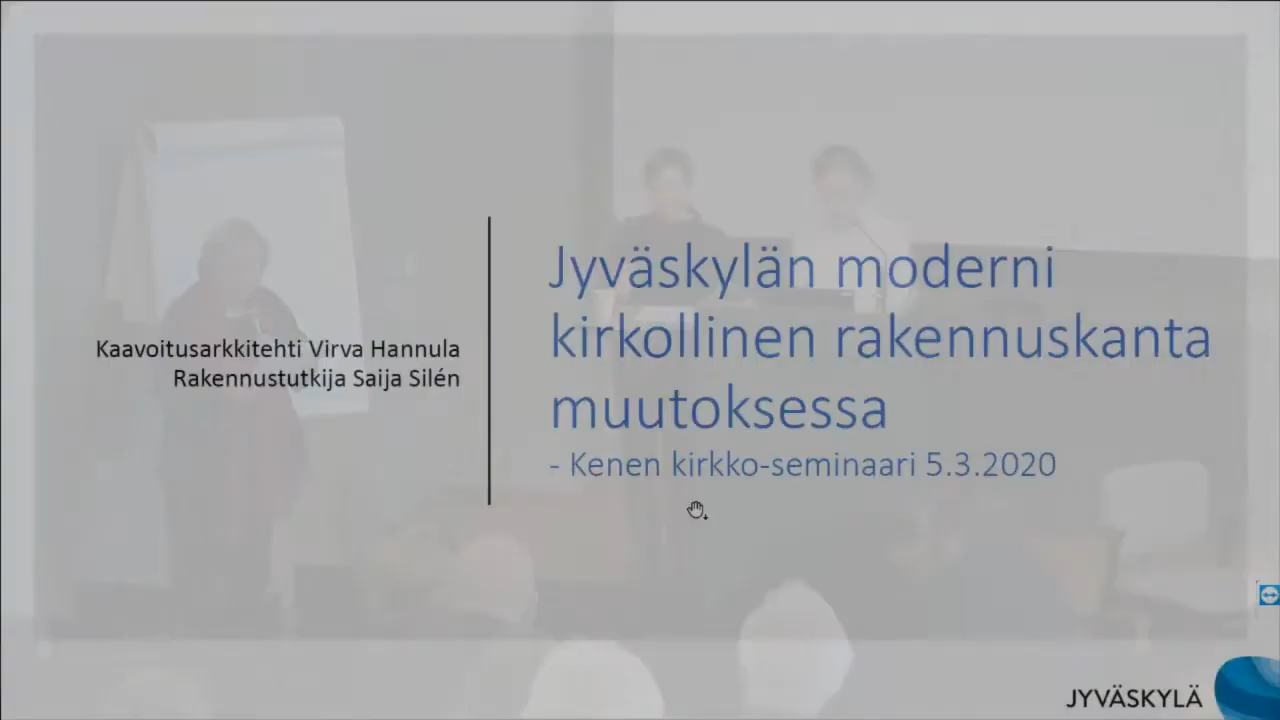 Kaavoitusarkkitehti Virva Hannula
Rakennustutkija Saija Silén
Jyväskylän moderni
kirkollinen rakennuskanta
muutoksessa
- Kenen kirkko-seminaari 5.3.2020
JYVÄSKYLÄ